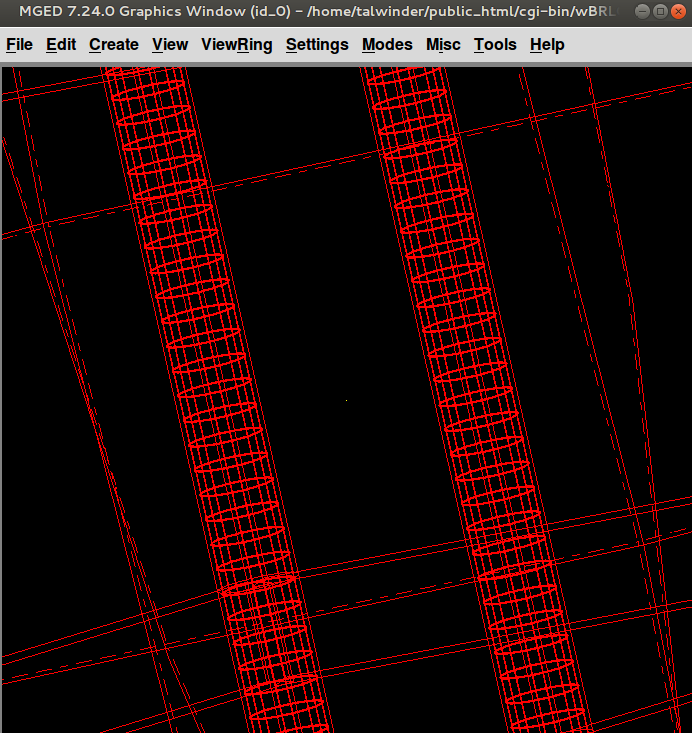 MGED 7.24.0 Graphics Window (id_0) – /home/talwinder/public_html/cgi-bin/wBRL
File Edit Create View ViewRing Settings Modes Misc Tools Help